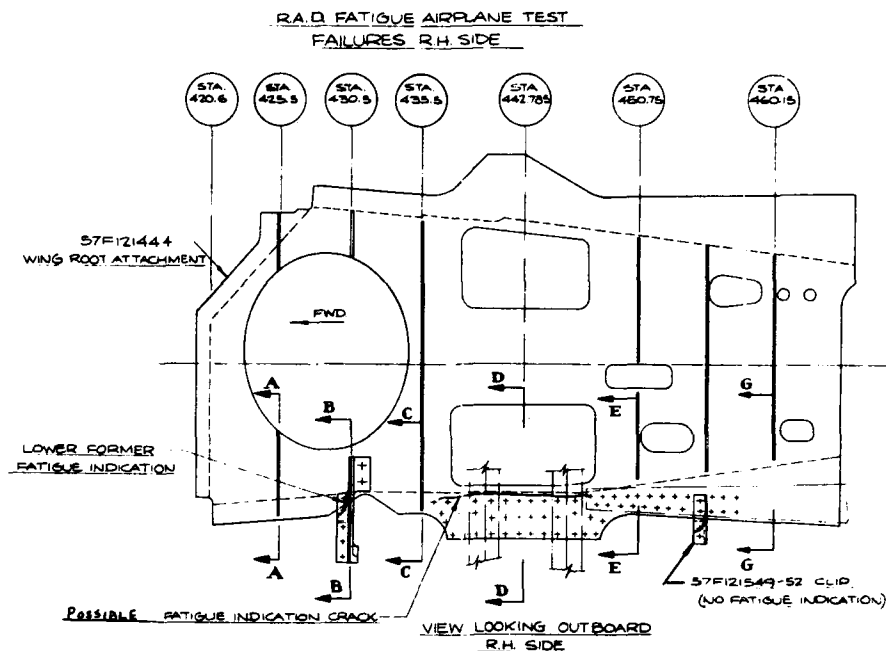 R.A.D. FATIGUE AIRPLANE TEST
FAILURES R.H. SIDE
STA. 420.6
STA 425.5
STA. 430.5
STA. 435.5
STA 442.785
STA 450.75
STA 460.15
57F121444
WING ROOT ATTACHMENT
FWD
A
B
C
D
E
G
LOWER FORMER
FATIGUE INDICATION
A
B
C
D
E
G
57F121549-52 CLIP
(NO FATIGUE INDICATION)
POSSIBLE FATIGUE INDICATION CRACK
VIEW LOOKING OUTBOARD
R.H. SIDE